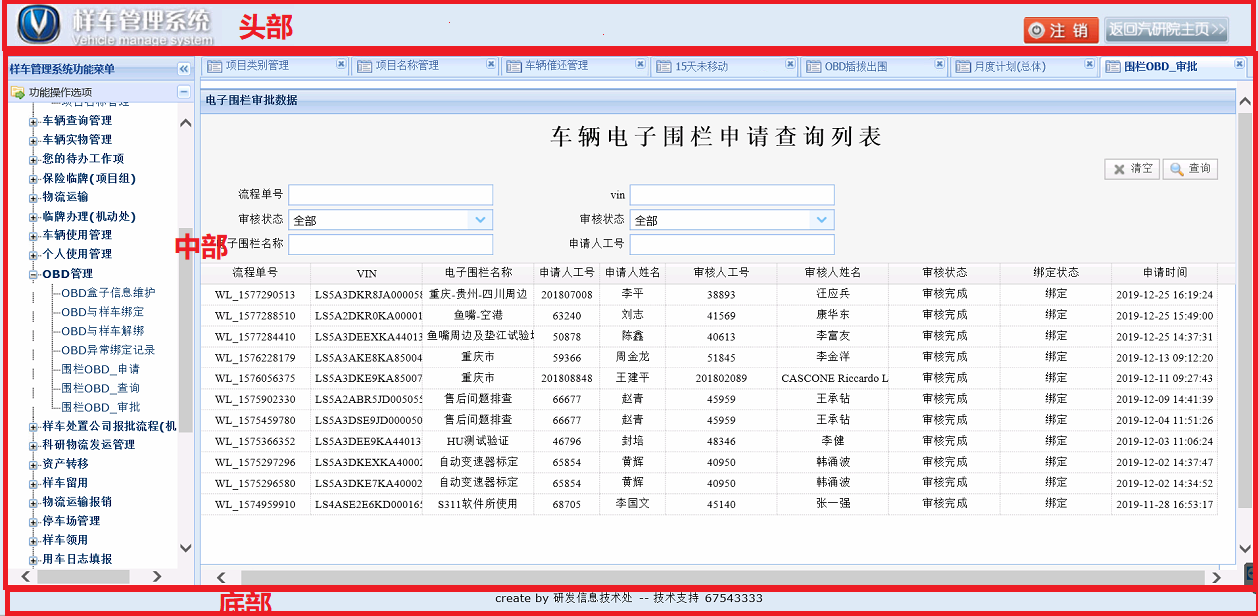 样车管理系统
Vehicle manage system
头部
注 销
返回汽研院主页>>
样车管理系统功能菜单
项目类别管理
项目名称管理
车辆催还管理
15天未移动
OBD插拔出围
月度计划(总体)
围栏OBD_审批
功能操作选项
项目名称管理
车辆查询管理
车辆实物管理
您的待办工作项
保险临牌(项目组)
物流运输
临牌办理(机动处)
车辆使用管理
个人使用管理
OBD管理
OBD盒子信息维护
OBD与样车绑定
OBD与样车解绑
OBD异常绑定记录
围栏OBD_申请
围栏OBD_查询
围栏OBD_审批
样车处置公司报批流程(机
科研物流发运管理
资产转移
样车留用
物流运输报销
停车场管理
样车领用
用车日志填报
中部
电子围栏审批数据
车辆电子围栏申请查询列表
清空 查询
流程单号 vin
审核状态 全部 审核状态 全部
子围栏名称 申请人工号
流程单号 VIN 电子围栏名称 申请人工号 申请人姓名 审核人工号 审核人姓名 审核状态 绑定状态 申请时间
WL_1577290513 LS5A3DKR8JA000058 重庆-贵州-四川周边 201807008 李平 38893 汪应兵 审核完成 绑定 2019-12-25 16:19:24
WL_1577288510 LS5A2DKR0KA00001 鱼嘴-空港 63240 刘志 41569 康华东 审核完成 绑定 2019-12-25 15:49:00
WL_1577284410 LS5A3DEEXKA44013 鱼嘴周边及垫江试验场 50878 陈鑫 40613 李富友 审核完成 绑定 2019-12-25 14:37:31
WL_1576228179 LS5A3AKE8KA85004 重庆市 59366 周金龙 51845 李金洋 审核完成 绑定 2019-12-13 09:12:20
WL_1576056375 LS5A3DKE9KA85007 重庆市 201808848 王建平 201802089 CASCONE Riccardo L 审核完成 绑定 2019-12-11 09:27:43
WL_1575902330 LS5A2ABR5JD005055 售后问题排查 66677 赵青 45959 王承钻 审核完成 绑定 2019-12-09 14:41:39
WL_1575459780 LS5A3DSE9JD000050 售后问题排查 66677 赵青 45959 王承钻 审核完成 绑定 2019-12-04 11:51:26
WL_1575366352 LS5A3DEE9KA44013 HU测试验证 46796 封培 48346 李健 审核完成 绑定 2019-12-03 11:06:24
WL_1575297296 LS5A3DKEXKA40002 自动变速器标定 65854 黄辉 40950 韩涌波 审核完成 绑定 2019-12-02 14:37:47
WL_1575296580 LS5A3DKE7KA40002 自动变速器标定 65854 黄辉 40950 韩涌波 审核完成 绑定 2019-12-02 14:34:52
WL_1574959910 LS4ASE2E6KD000165 S311软件所使用 68705 李国文 45140 张一强 审核完成 绑定 2019-11-28 16:53:17
底部
create by 研发信息技术处 -- 技术支持 67543333